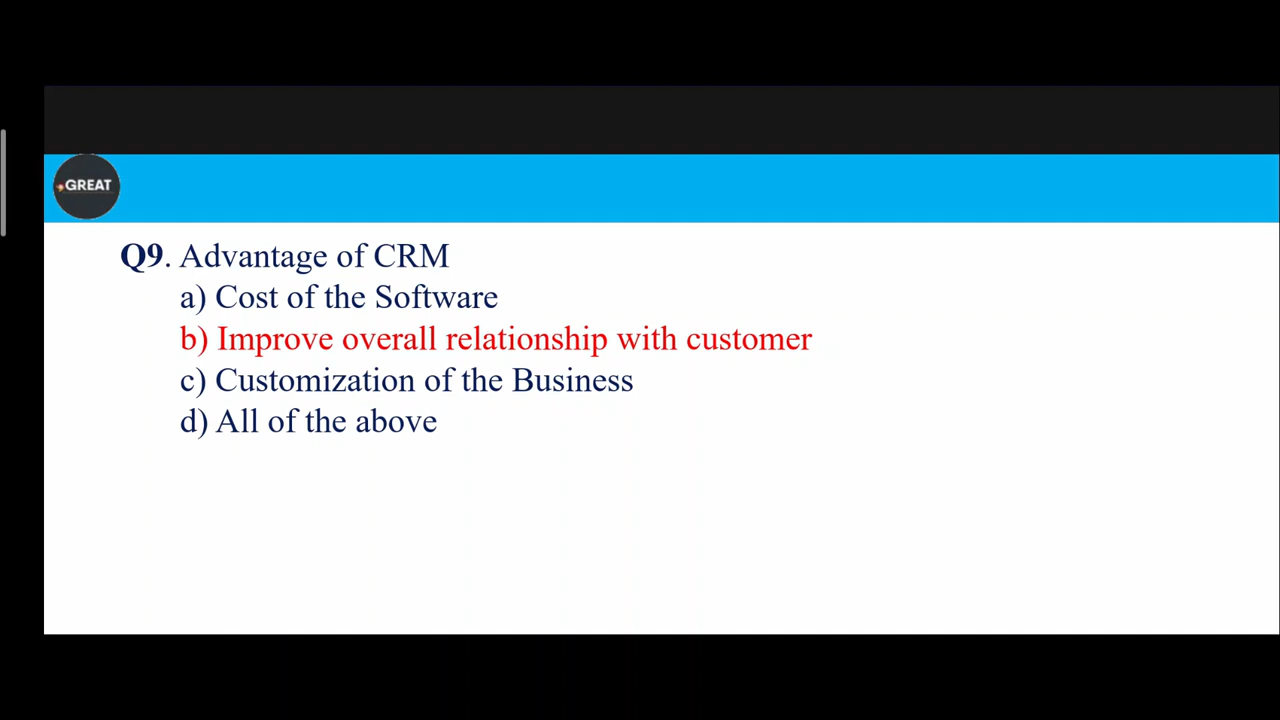 GREAT
Q9. Advantage of CRM
a) Cost of the Software
b) Improve overall relationship with customer
c) Customization of the Business
d) All of the above